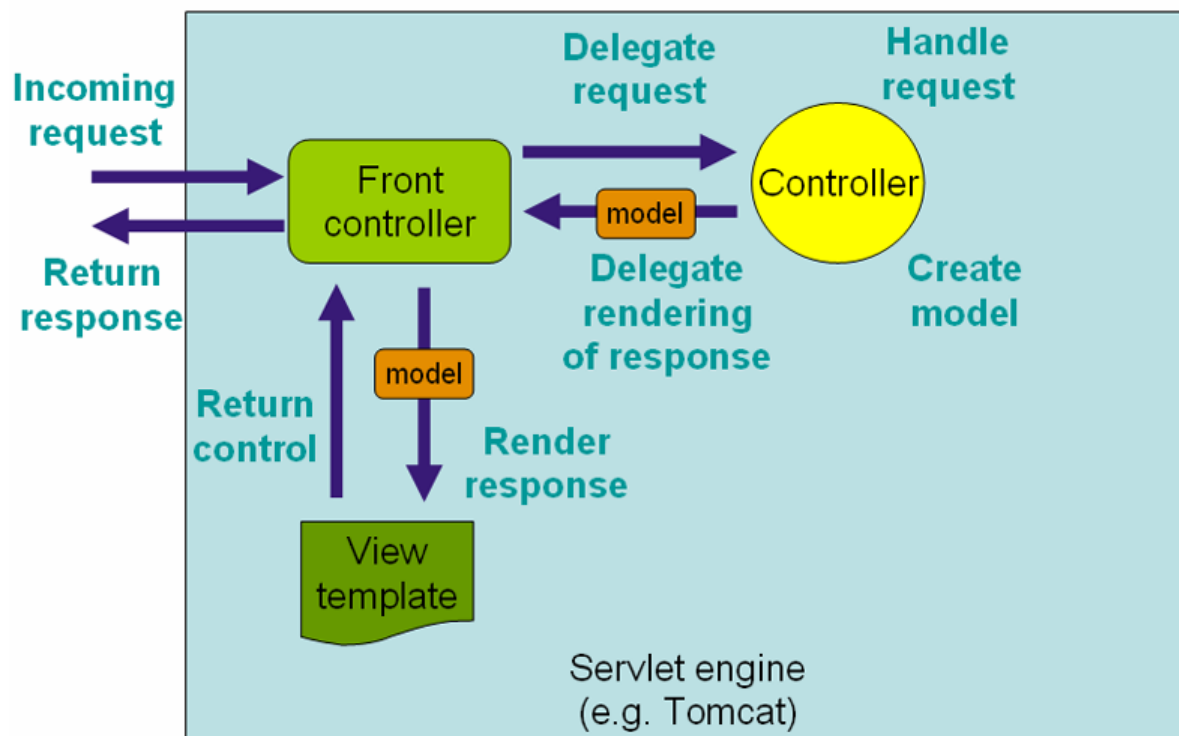 Incoming
request
Return
response
Front
controller
Delegate
request
Handle
request
Controller
model
Delegate
rendering
of response
Create
model
Return
control
model
Render
response
View
template
Servlet engine
(e.g. Tomcat)